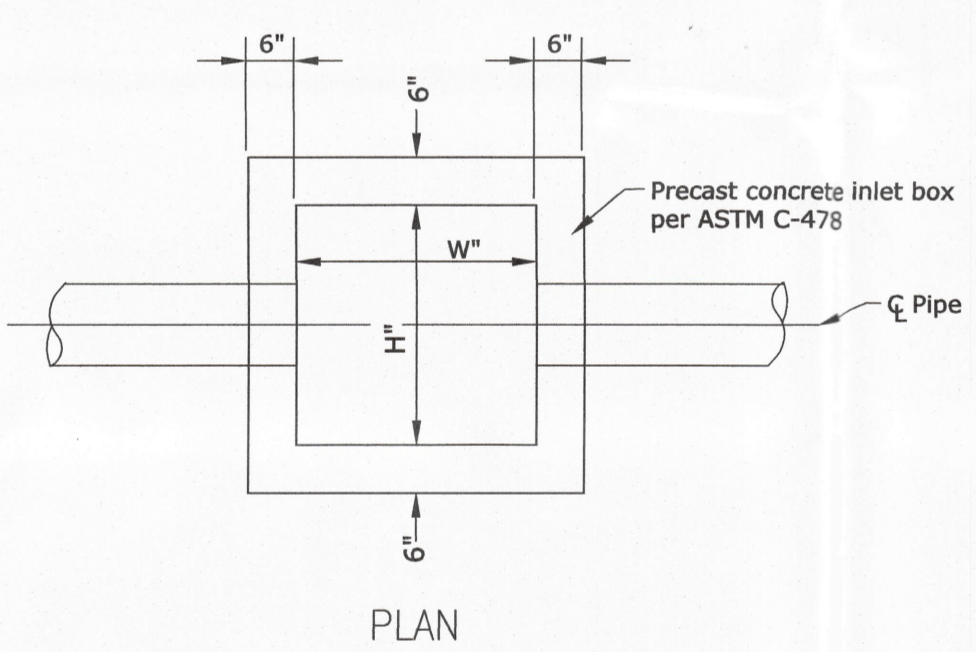 6"
6"
6"
Precast concrete inlet box
per ASTM C-478
W"
H"
℄ Pipe
6"
PLAN